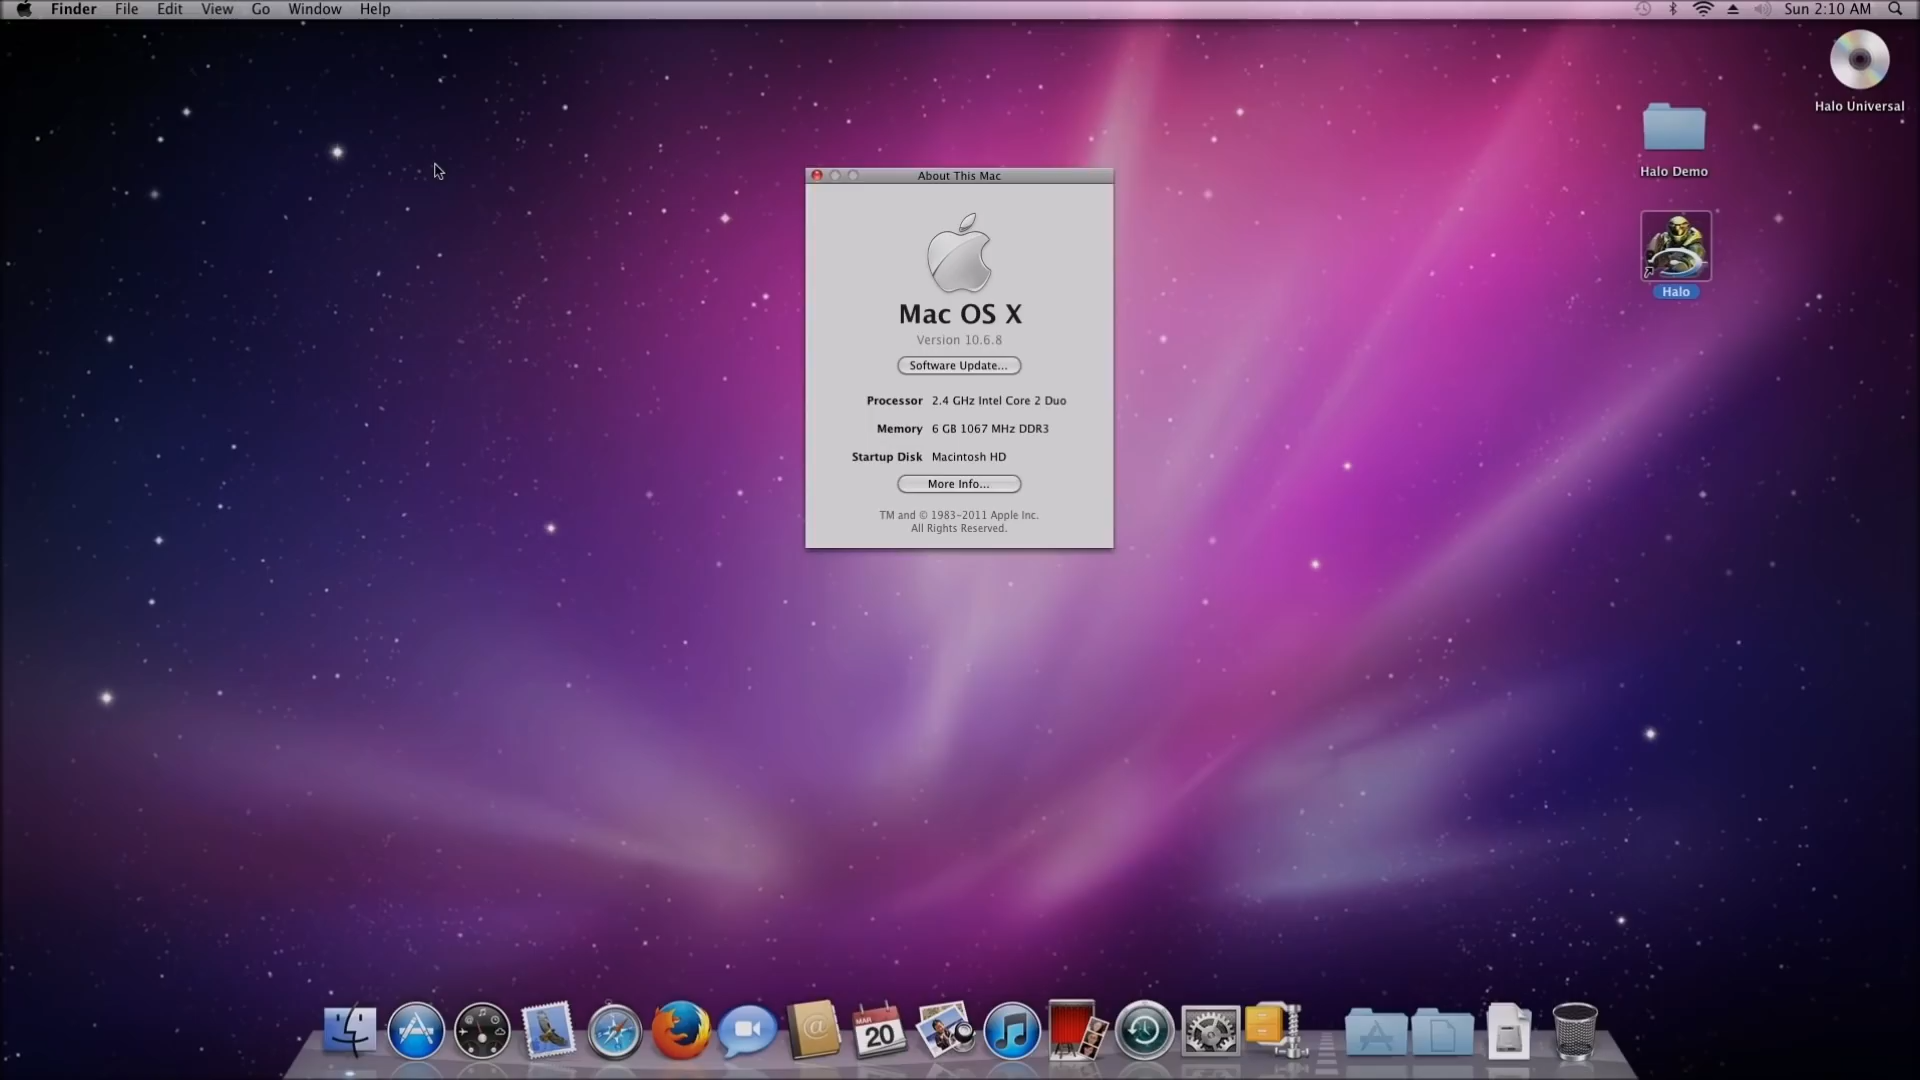 Finder File Edit View Go Window Help Sun 2:10 AM
Halo Universal
Halo Demo
Halo
About This Mac
Mac OS X
Version 10.6.8
Software Update...
Processor 2.4 GHz Intel Core 2 Duo
Memory 6 GB 1067 MHz DDR3
Startup Disk Macintosh HD
More Info...
TM and © 1983-2011 Apple Inc.
All Rights Reserved.
MAR
20